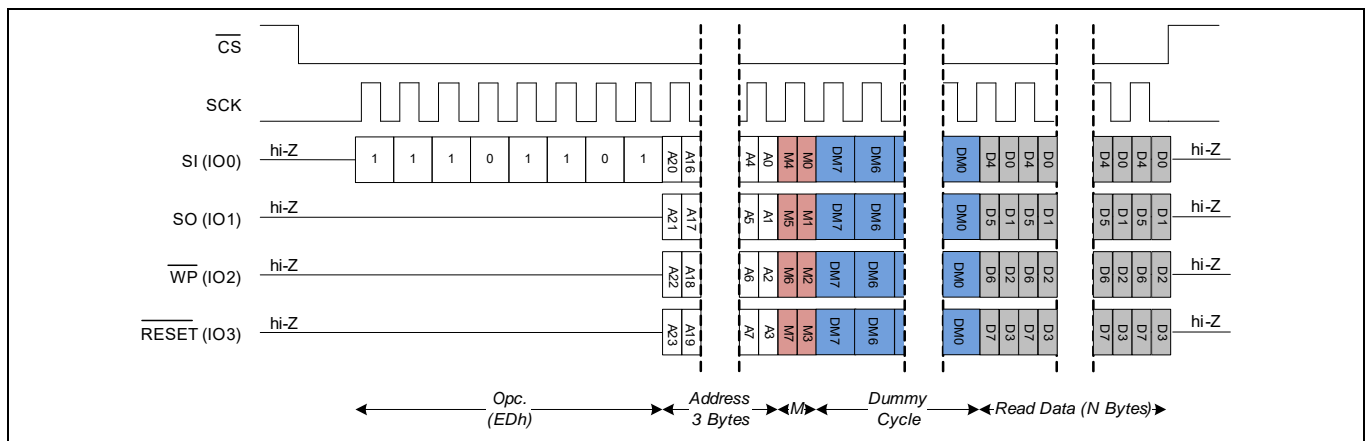 CS
SCK
SI (IO0) hi-Z 1 1 1 0 1 1 0 1 A20 A16 A4 A0 M4 M0 DM7 DM6 DM0 D4 D0 D4 D0 D4 D0 D4 D0 hi-Z
SO (IO1) hi-Z A21 A17 A5 A1 M5 M1 DM7 DM6 DM0 D5 D1 D5 D1 D5 D1 D5 D1 hi-Z
WP (IO2) hi-Z A22 A18 A6 A2 M6 M2 DM7 DM6 DM0 D6 D2 D6 D2 D6 D2 D6 D2 hi-Z
RESET (IO3) hi-Z A23 A19 A7 A3 M7 M3 DM7 DM6 DM0 D7 D3 D7 D3 D7 D3 D7 D3 hi-Z
Opc. Address Dummy
(EDh) 3 Bytes M Cycle Read Data (N Bytes)